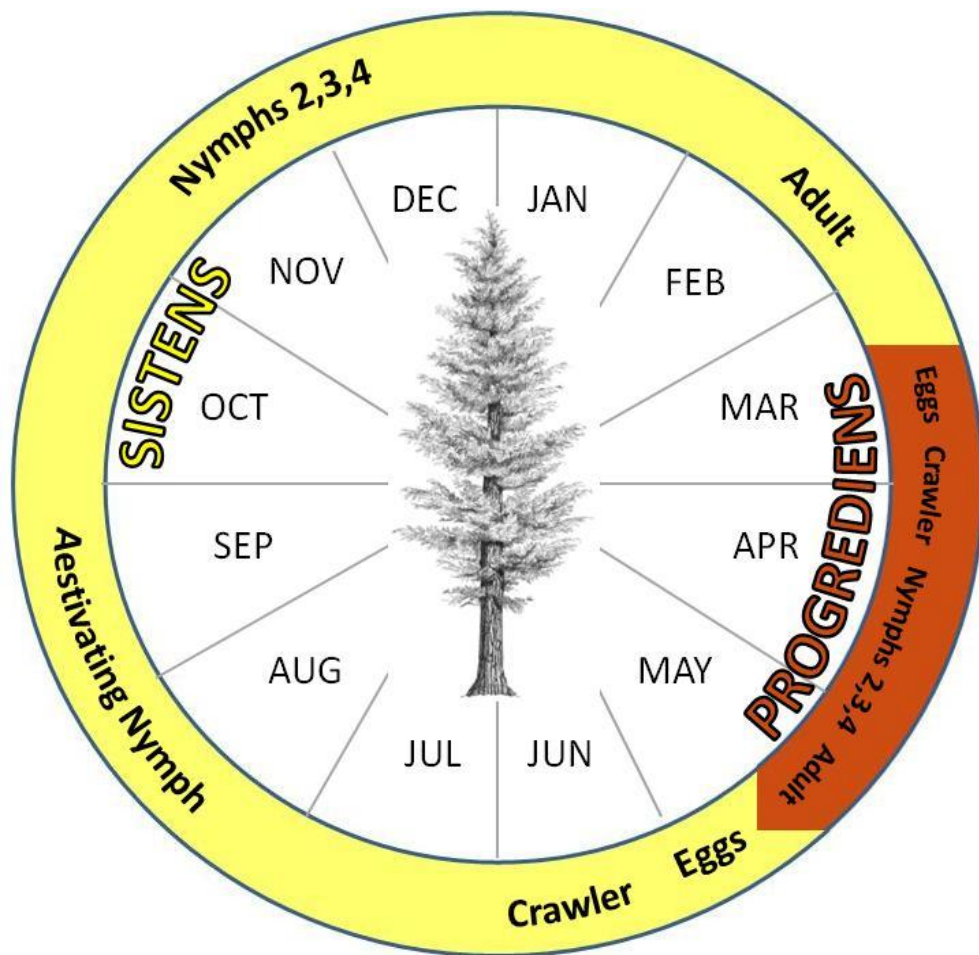 Nymphs 2,3,4
Adult
DEC
JAN
NOV
FEB
SISTENS
OCT
MAR
PROGREDIENS
Eggs
Crawler
Nymphs 2,3,4
Adult
SEP
APR
Aestivating Nymph
AUG
MAY
JUL
JUN
Eggs
Crawler